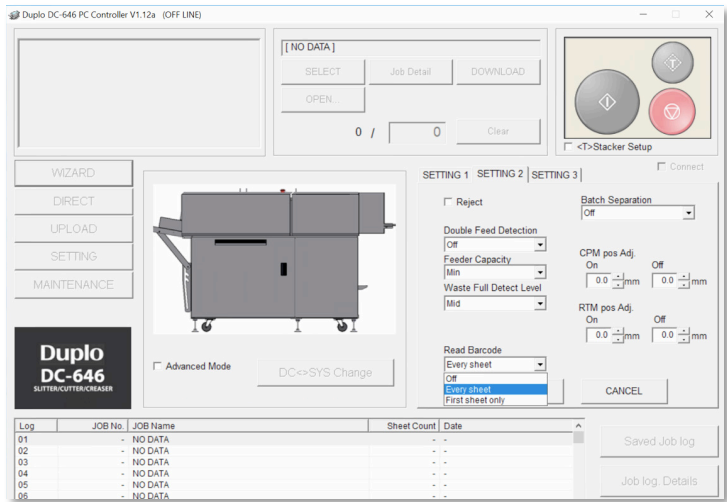 Duplo DC-646 PC Controller V1.12a (OFF LINE)
[ NO DATA ]
SELECT
Job Detail
DOWNLOAD
OPEN...
0 / 0
Clear
T
<T>Stacker Setup
Connect
WIZARD
DIRECT
UPLOAD
SETTING
MAINTENANCE
Duplo
DC-646
SLITTER/CUTTER/CREASER
Advanced Mode
DC<>SYS Change
SETTING 1 SETTING 2 SETTING 3
Reject
Double Feed Detection
Off
Feeder Capacity
Min
Waste Full Detect Level
Mid
Read Barcode
Every sheet
Off
Every sheet
First sheet only
Batch Separation
Off
CPM pos Adj.
On Off
0.0 mm 0.0 mm
RTM pos Adj.
On Off
0.0 mm 0.0 mm
CANCEL
Log JOB No. JOB Name Sheet Count Date
01 - NO DATA - -
02 - NO DATA - -
03 - NO DATA - -
04 - NO DATA - -
05 - NO DATA - -
06 - NO DATA - -
Saved Job log
Job log. Details